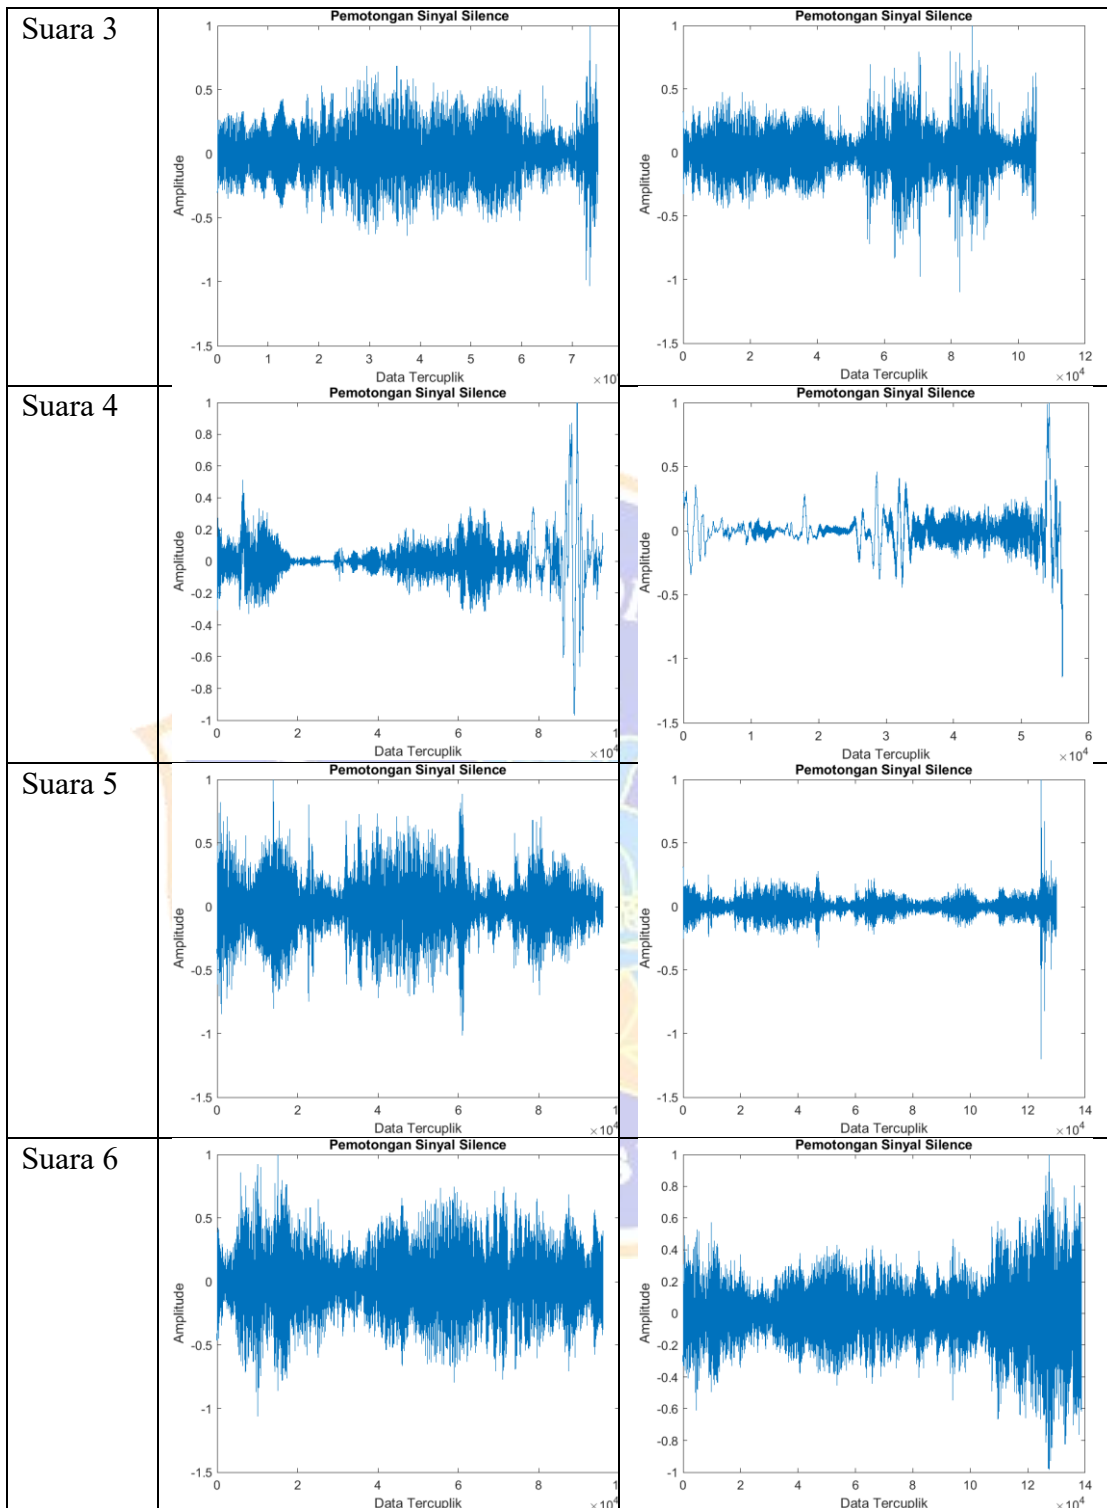 Suara 3
Pemotongan Sinyal Silence
1
0.5
0
-0.5
-1
-1.5
Amplitude
0 1 2 3 4 5 6 7
Data Tercuplik
×10
Pemotongan Sinyal Silence
1
0.5
0
-0.5
-1
-1.5
Amplitude
0 2 4 6 8 10 12
Data Tercuplik
×10⁴
Suara 4
Pemotongan Sinyal Silence
1
0.8
0.6
0.4
0.2
0
-0.2
-0.4
-0.6
-0.8
-1
Amplitude
0 2 4 6 8 1
Data Tercuplik
×10⁴
Pemotongan Sinyal Silence
1
0.5
0
-0.5
-1
-1.5
Amplitude
0 1 2 3 4 5 6
Data Tercuplik
×10⁴
Suara 5
Pemotongan Sinyal Silence
1
0.5
0
-0.5
-1
-1.5
Amplitude
0 2 4 6 8 1
Data Tercuplik
×10⁴
Pemotongan Sinyal Silence
1
0.5
0
-0.5
-1
-1.5
Amplitude
0 2 4 6 8 10 12 14
Data Tercuplik
×10⁴
Suara 6
Pemotongan Sinyal Silence
1
0.5
0
-0.5
-1
-1.5
Amplitude
0 2 4 6 8 1
Data Tercuplik
×10⁴
Pemotongan Sinyal Silence
1
0.8
0.6
0.4
0.2
0
-0.2
-0.4
-0.6
-0.8
-1
Amplitude
0 2 4 6 8 10 12 14
Data Tercuplik
×10⁴